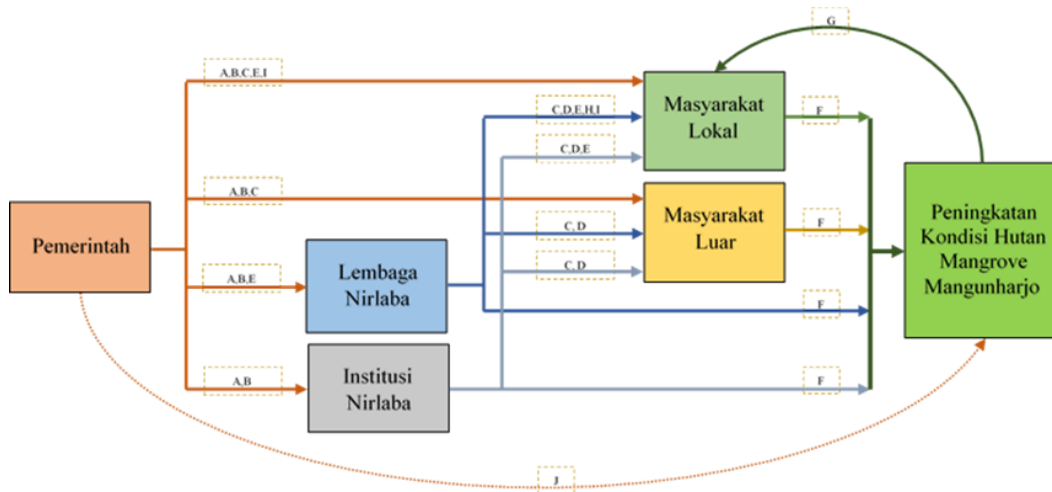 G
A,B,C,E,I
Masyarakat
Lokal
C,D,E,H,I
F
C,D,E
A,B,C
Masyarakat
Luar
F
C, D
C, D
Pemerintah
Peningkatan
Kondisi Hutan
Mangrove
Mangunharjo
A,B,E
Lembaga
Nirlaba
F
A,B
Institusi
Nirlaba
F
J